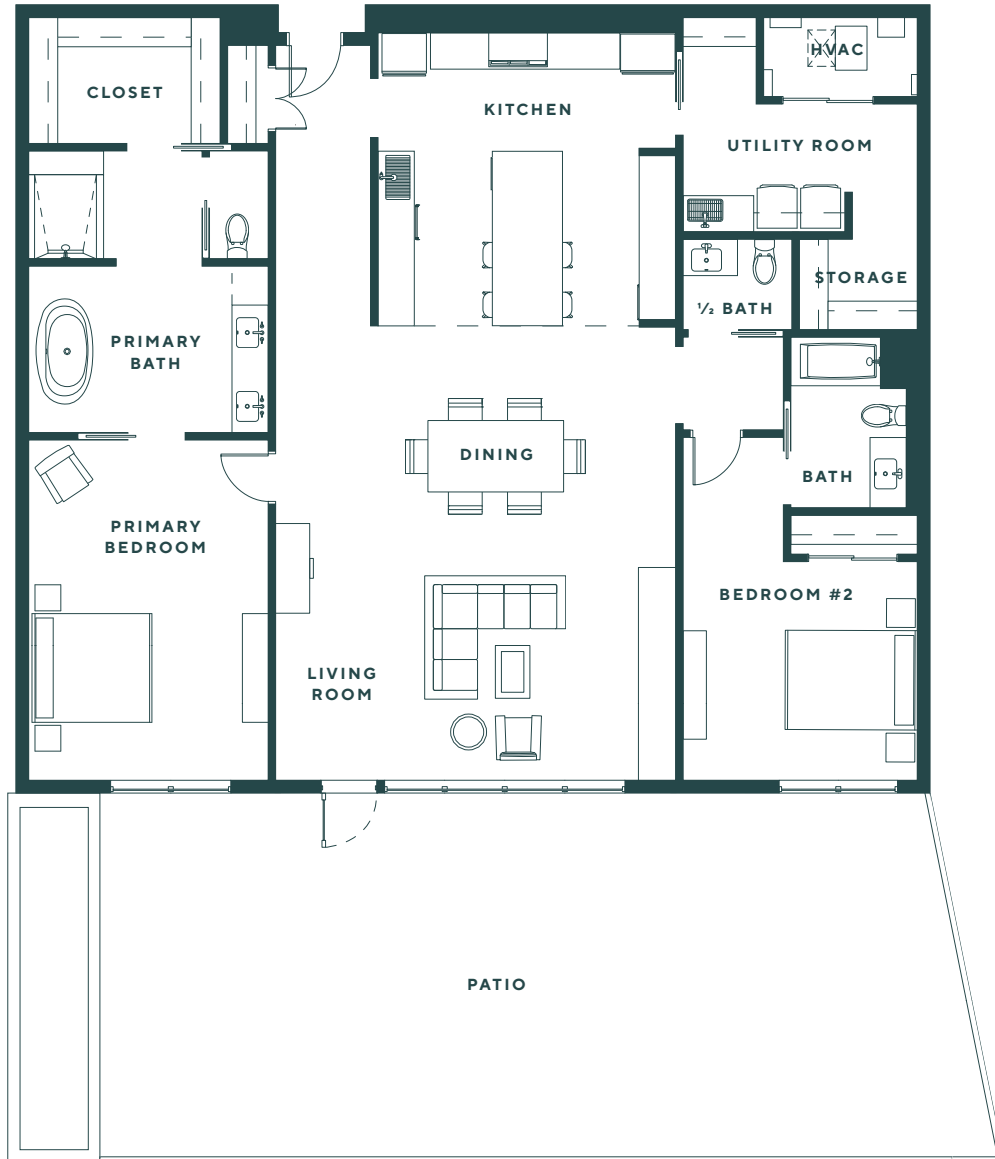 HVAC
CLOSET
KITCHEN
UTILITY ROOM
STORAGE
½ BATH
PRIMARY
BATH
DINING
BATH
PRIMARY
BEDROOM
BEDROOM #2
LIVING
ROOM
PATIO